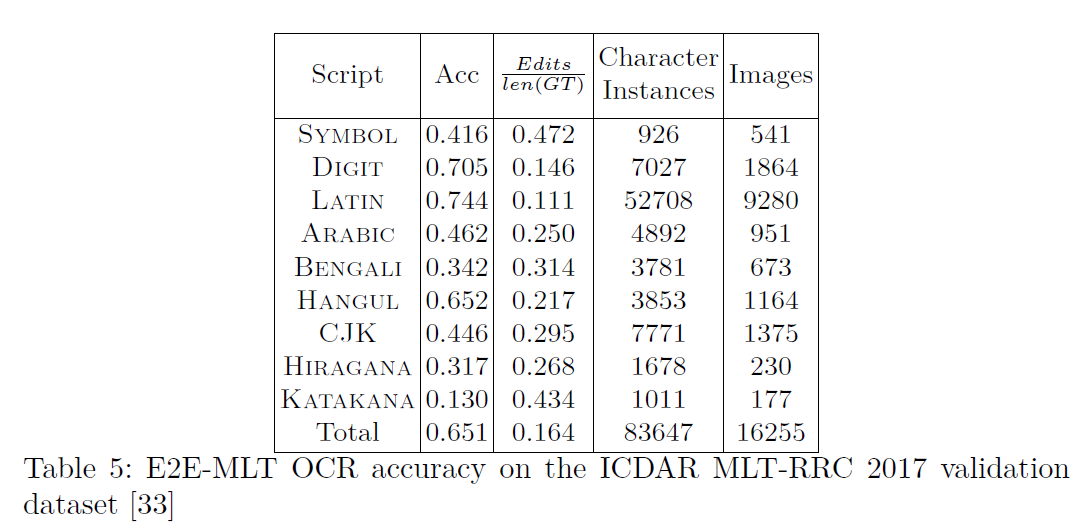 Script Acc Edits/len(GT) Character Instances Images
SYMBOL 0.416 0.472 926 541
DIGIT 0.705 0.146 7027 1864
LATIN 0.744 0.111 52708 9280
ARABIC 0.462 0.250 4892 951
BENGALI 0.342 0.314 3781 673
HANGUL 0.652 0.217 3853 1164
CJK 0.446 0.295 7771 1375
HIRAGANA 0.317 0.268 1678 230
KATAKANA 0.130 0.434 1011 177
Total 0.651 0.164 83647 16255
Table 5: E2E-MLT OCR accuracy on the ICDAR MLT-RRC 2017 validation
dataset [33]